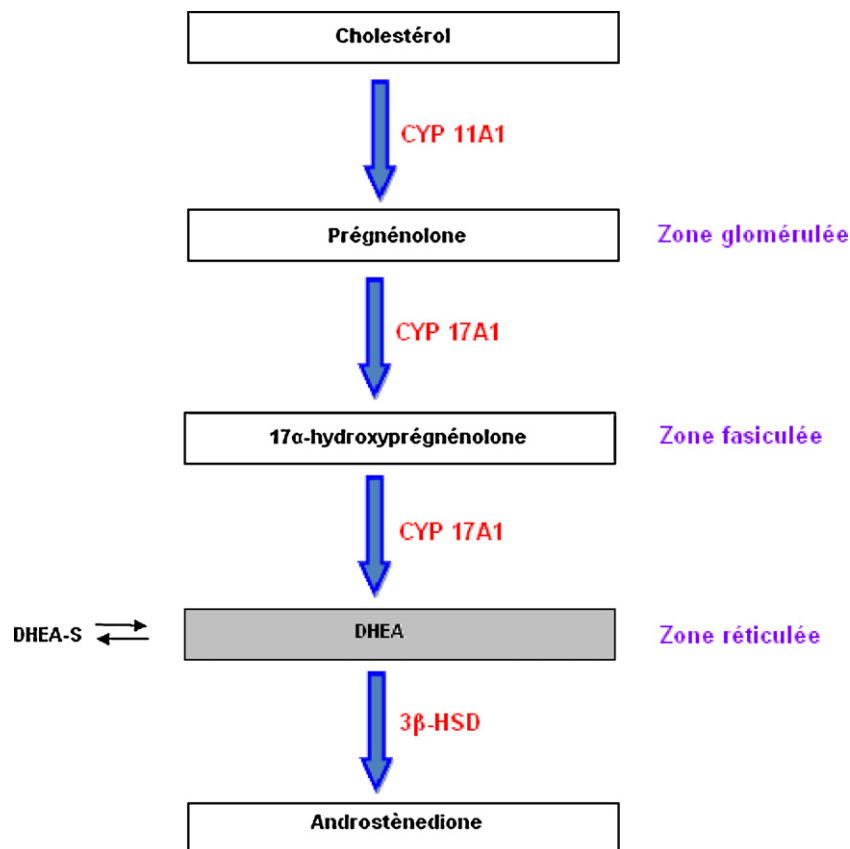 Cholestérol
CYP 11A1
Prégnénolone
Zone glomérulée
CYP 17A1
17α-hydroxyprégnénolone
Zone fasiculée
CYP 17A1
DHEA-S
DHEA
Zone réticulée
3β-HSD
Androstènedione